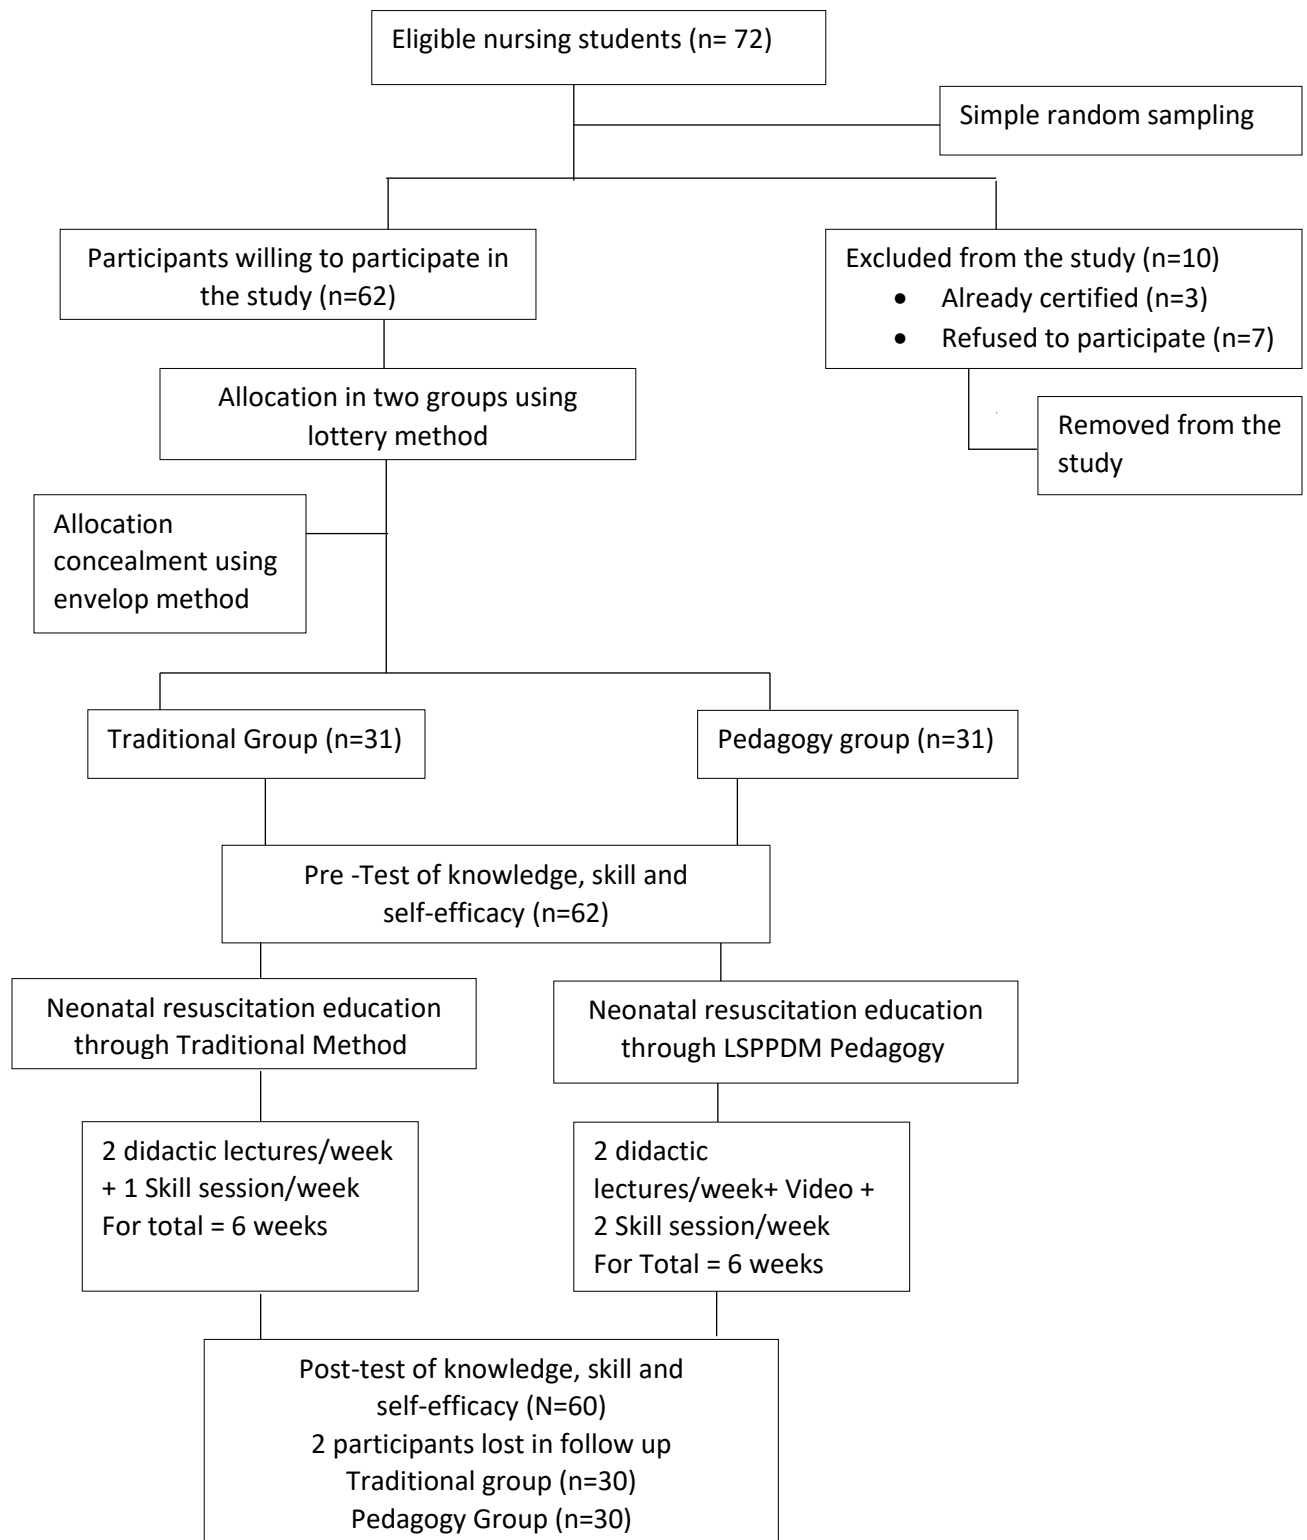 Eligible nursing students (n= 72)
Simple random sampling
Participants willing to participate in
the study (n=62)
Excluded from the study (n=10)
• Already certified (n=3)
• Refused to participate (n=7)
Allocation in two groups using
lottery method
Removed from the
study
Allocation
concealment using
envelop method
Traditional Group (n=31)
Pedagogy group (n=31)
Pre -Test of knowledge, skill and
self-efficacy (n=62)
Neonatal resuscitation education
through Traditional Method
Neonatal resuscitation education
through LSPPDM Pedagogy
2 didactic lectures/week
+ 1 Skill session/week
For total = 6 weeks
2 didactic
lectures/week+ Video +
2 Skill session/week
For Total = 6 weeks
Post-test of knowledge, skill and
self-efficacy (N=60)
2 participants lost in follow up
Traditional group (n=30)
Pedagogy Group (n=30)